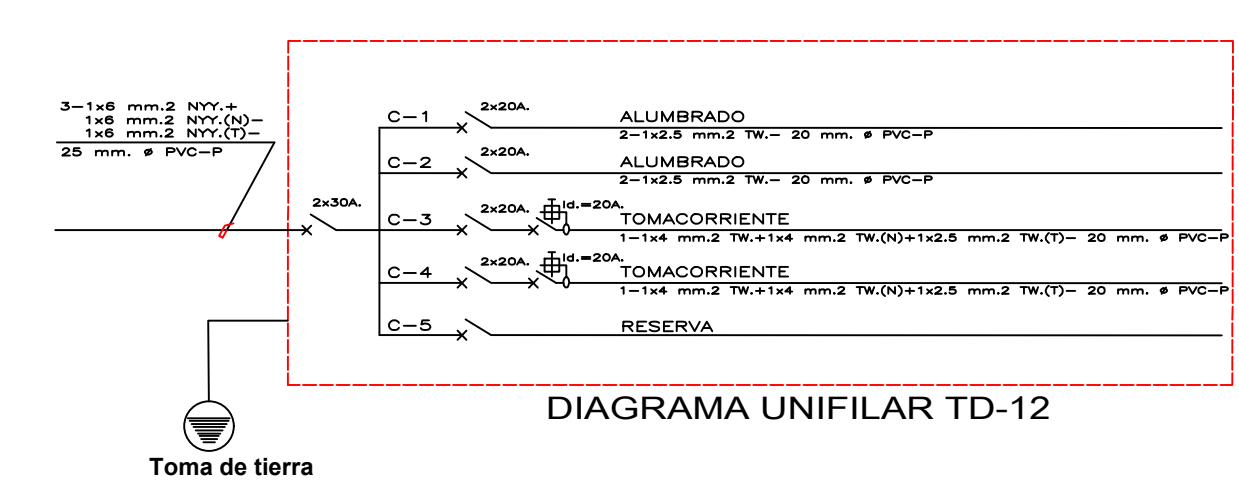 3-1x6 mm.2 NYY.+
1x6 mm.2 NYY.(N)-
1x6 mm.2 NYY.(T)-
25 mm. ø PVC-P
2x30A.
C-1
2x20A.
ALUMBRADO
2-1x2.5 mm.2 TW.- 20 mm. ø PVC-P
C-2
2x20A.
ALUMBRADO
2-1x2.5 mm.2 TW.- 20 mm. ø PVC-P
C-3
2x20A.
Id.=20A.
TOMACORRIENTE
1-1x4 mm.2 TW.+1x4 mm.2 TW.(N)+1x2.5 mm.2 TW.(T)- 20 mm. ø PVC-P
C-4
2x20A.
Id.=20A.
TOMACORRIENTE
1-1x4 mm.2 TW.+1x4 mm.2 TW.(N)+1x2.5 mm.2 TW.(T)- 20 mm. ø PVC-P
C-5
RESERVA
DIAGRAMA UNIFILAR TD-12
Toma de tierra